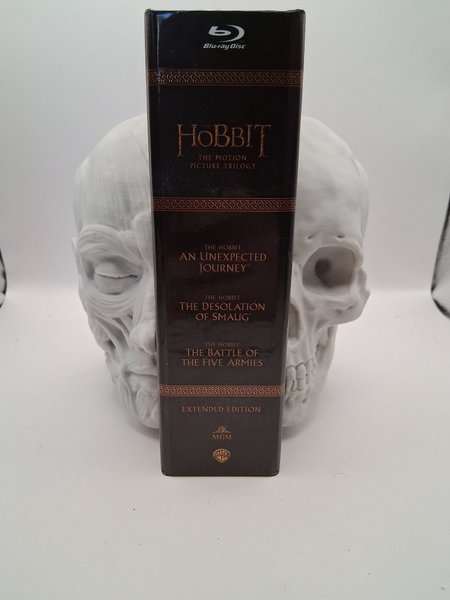 Blu-ray Disc
THE
HOBBIT
THE MOTION
PICTURE TRILOGY
THE HOBBIT
AN UNEXPECTED
JOURNEY
THE HOBBIT
THE DESOLATION
OF SMAUG
THE HOBBIT
THE BATTLE OF
THE FIVE ARMIES
EXTENDED EDITION
MGM